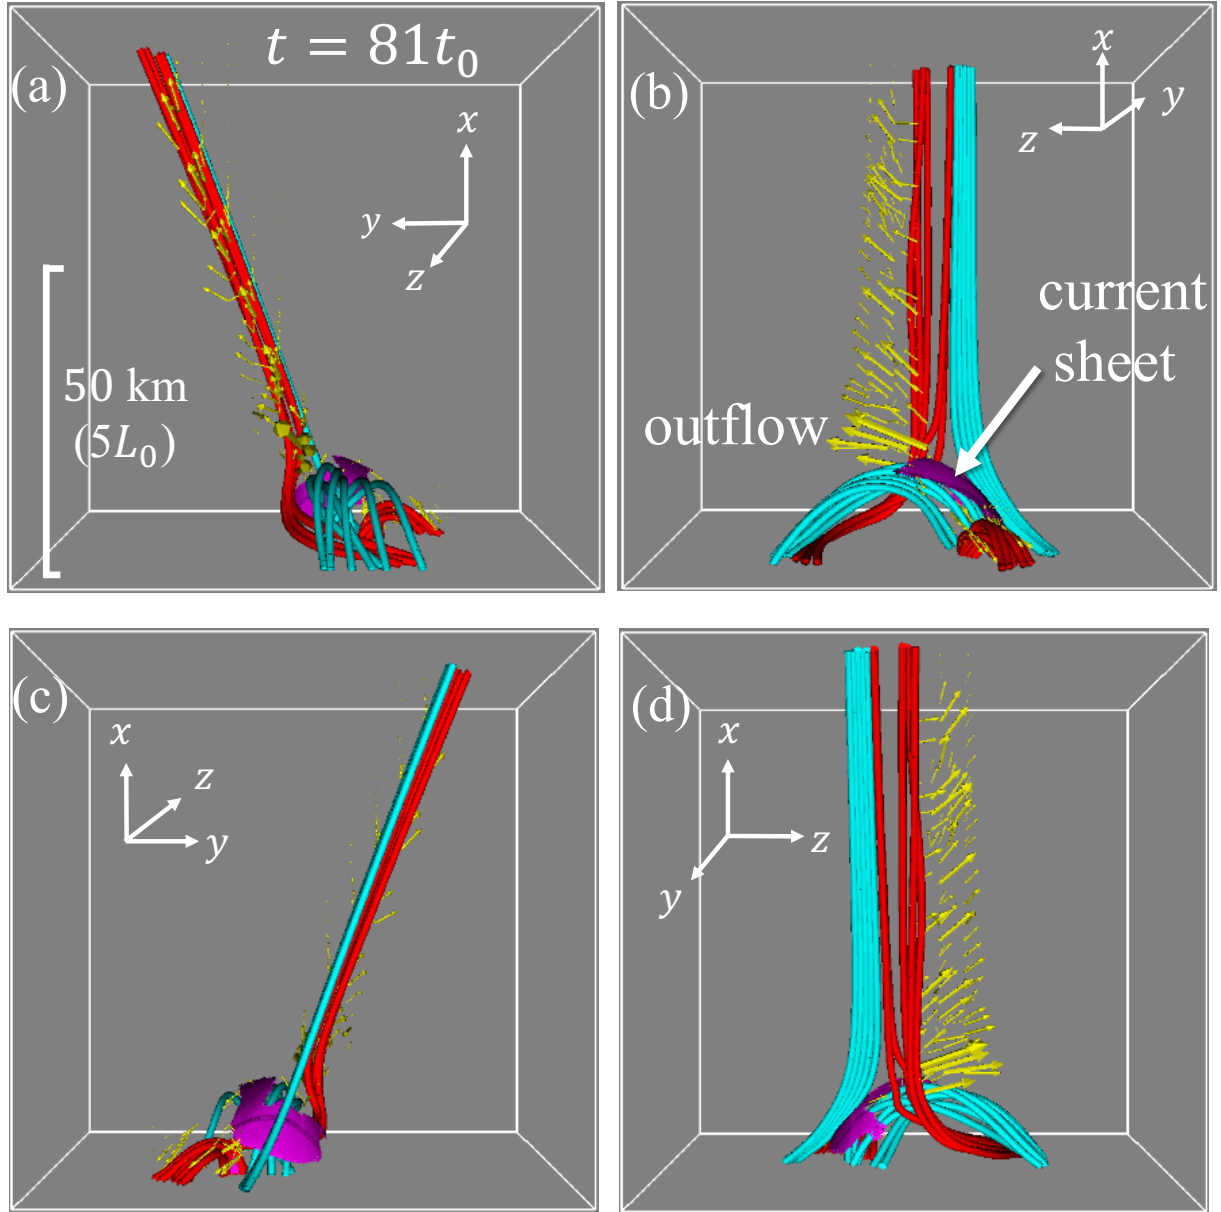 (a)
t = 81t₀
x
y
z
50 km
(5L₀)
(b)
x
y
z
current
sheet
outflow
(c)
x
z
y
(d)
x
z
y